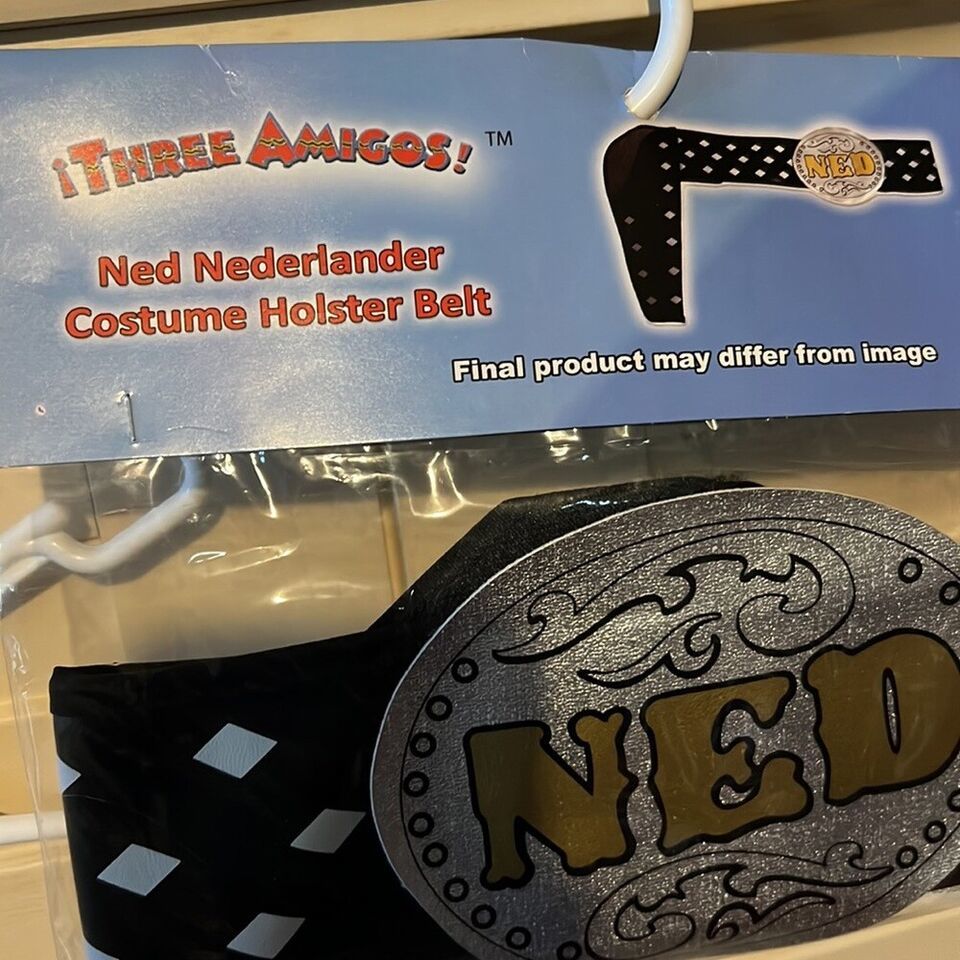 ¡THREE AMIGOS! ™
NED
Ned Nederlander
Costume Holster Belt
Final product may differ from image
NED